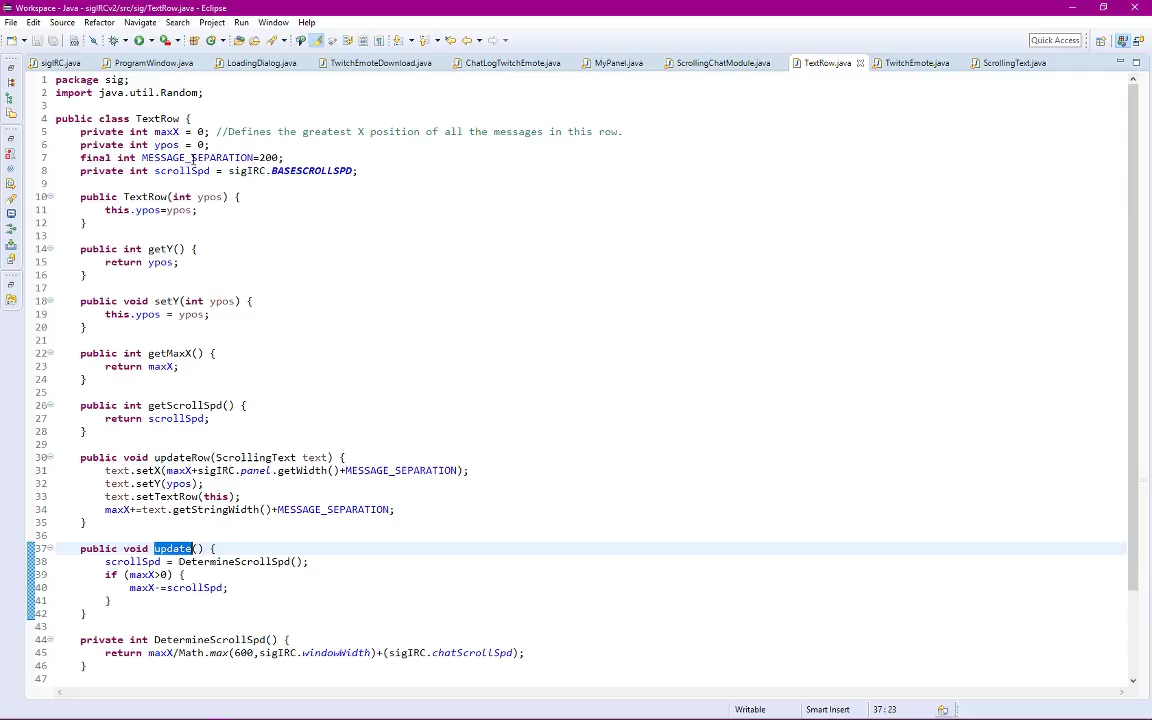 Workspace - Java - sigIRCv2/src/sig/TextRow.java - Eclipse
File Edit Source Refactor Navigate Search Project Run Window Help
Quick Access
sigIRC.java ProgramWindow.java LoadingDialog.java TwitchEmoteDownload.java ChatLogTwitchEmote.java MyPanel.java ScrollingChatModule.java TextRow.java TwitchEmote.java ScrollingText.java
1 package sig;
2 import java.util.Random;
3
4 public class TextRow {
5 private int maxX = 0; //Defines the greatest X position of all the messages in this row.
6 private int ypos = 0;
7 final int MESSAGE_SEPARATION=200;
8 private int scrollSpd = sigIRC.BASESCROLLSPD;
9
10 public TextRow(int ypos) {
11 this.ypos=ypos;
12 }
13
14 public int getY() {
15 return ypos;
16 }
17
18 public void setY(int ypos) {
19 this.ypos = ypos;
20 }
21
22 public int getMaxX() {
23 return maxX;
24 }
25
26 public int getScrollSpd() {
27 return scrollSpd;
28 }
29
30 public void updateRow(ScrollingText text) {
31 text.setX(maxX+sigIRC.panel.getWidth()+MESSAGE_SEPARATION);
32 text.setY(ypos);
33 text.setTextRow(this);
34 maxX+=text.getStringWidth()+MESSAGE_SEPARATION;
35 }
36
37 public void update() {
38 scrollSpd = DetermineScrollSpd();
39 if (maxX>0) {
40 maxX-=scrollSpd;
41 }
42 }
43
44 private int DetermineScrollSpd() {
45 return maxX/Math.max(600,sigIRC.windowWidth)+(sigIRC.chatScrollSpd);
46 }
47
Writable Smart Insert 37 : 23